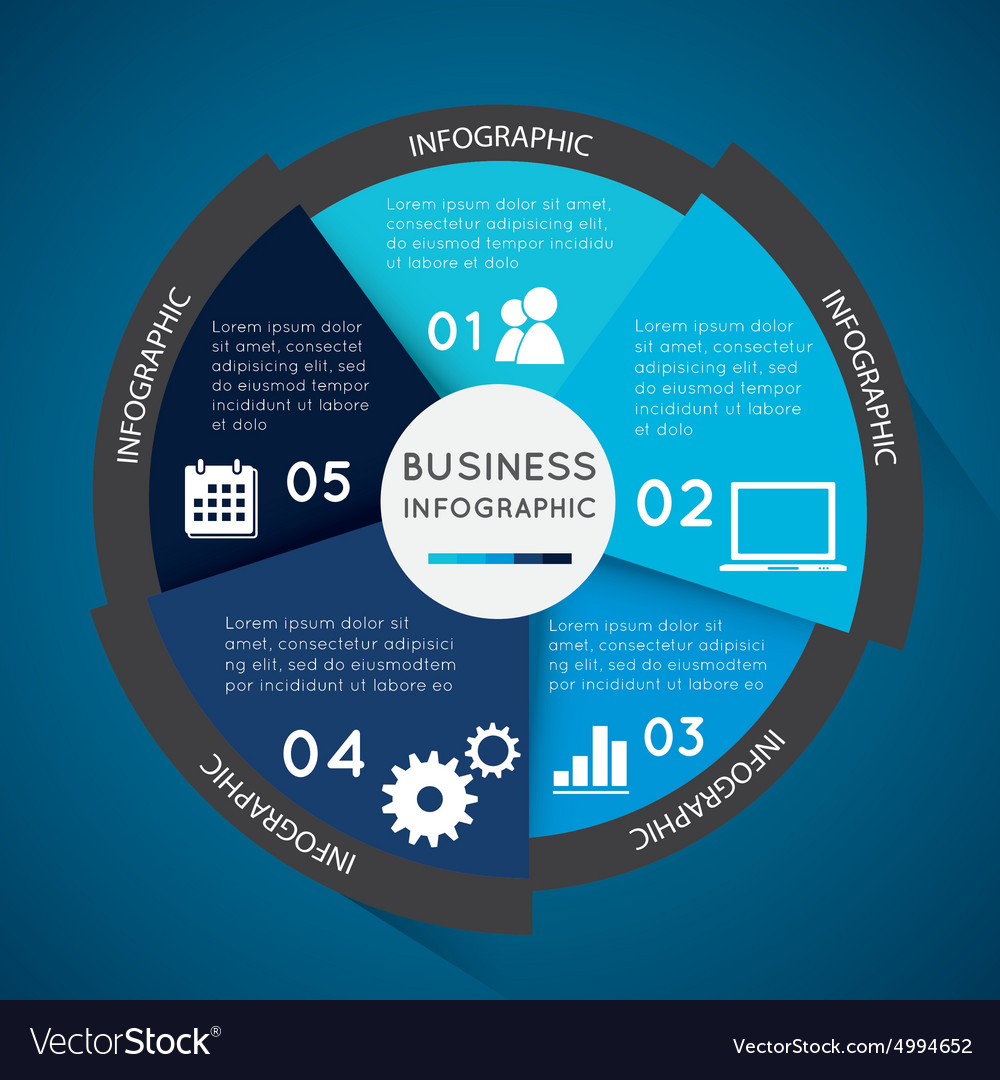 INFOGRAPHIC
Lorem ipsum dolor sit amet,
consectetur adipisicing elit,
do eiusmod tempor incididu
ut labore et dolo
01
INFOGRAPHIC
Lorem ipsum dolor
sit amet, consectetur
adipisicing elit, sed
do eiusmod tempor
incididunt ut labore
et dolo
02
INFOGRAPHIC
Lorem ipsum dolor sit
amet, consectetur adipisici
ng elit, sed do eiusmodtem
por incididunt ut labore eo
03
INFOGRAPHIC
Lorem ipsum dolor sit
amet, consectetur adipisici
ng elit, sed do eiusmodtem
por incididunt ut labore eo
04
INFOGRAPHIC
Lorem ipsum dolor
sit amet, consectet
adipisicing elit, sed
do eiusmod tempor
incididunt ut labore
et dolo
05
BUSINESS
INFOGRAPHIC
VectorStock®
VectorStock.com/4994652